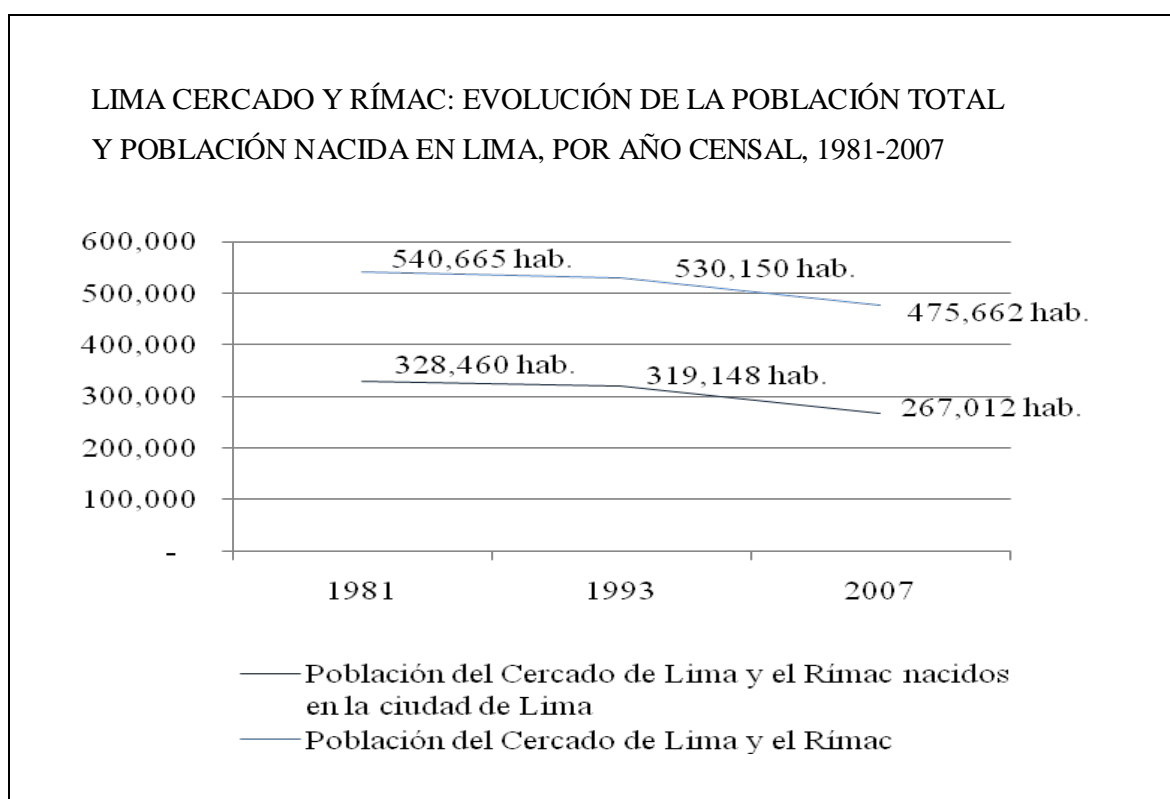 LIMA CERCADO Y RÍMAC: EVOLUCIÓN DE LA POBLACIÓN TOTAL
Y POBLACIÓN NACIDA EN LIMA, POR AÑO CENSAL, 1981-2007
600,000
540,665 hab.
530,150 hab.
500,000
475,662 hab.
400,000
328,460 hab.
319,148 hab.
300,000
267,012 hab.
200,000
100,000
-
1981 1993 2007
Población del Cercado de Lima y el Rímac nacidos
en la ciudad de Lima
Población del Cercado de Lima y el Rímac